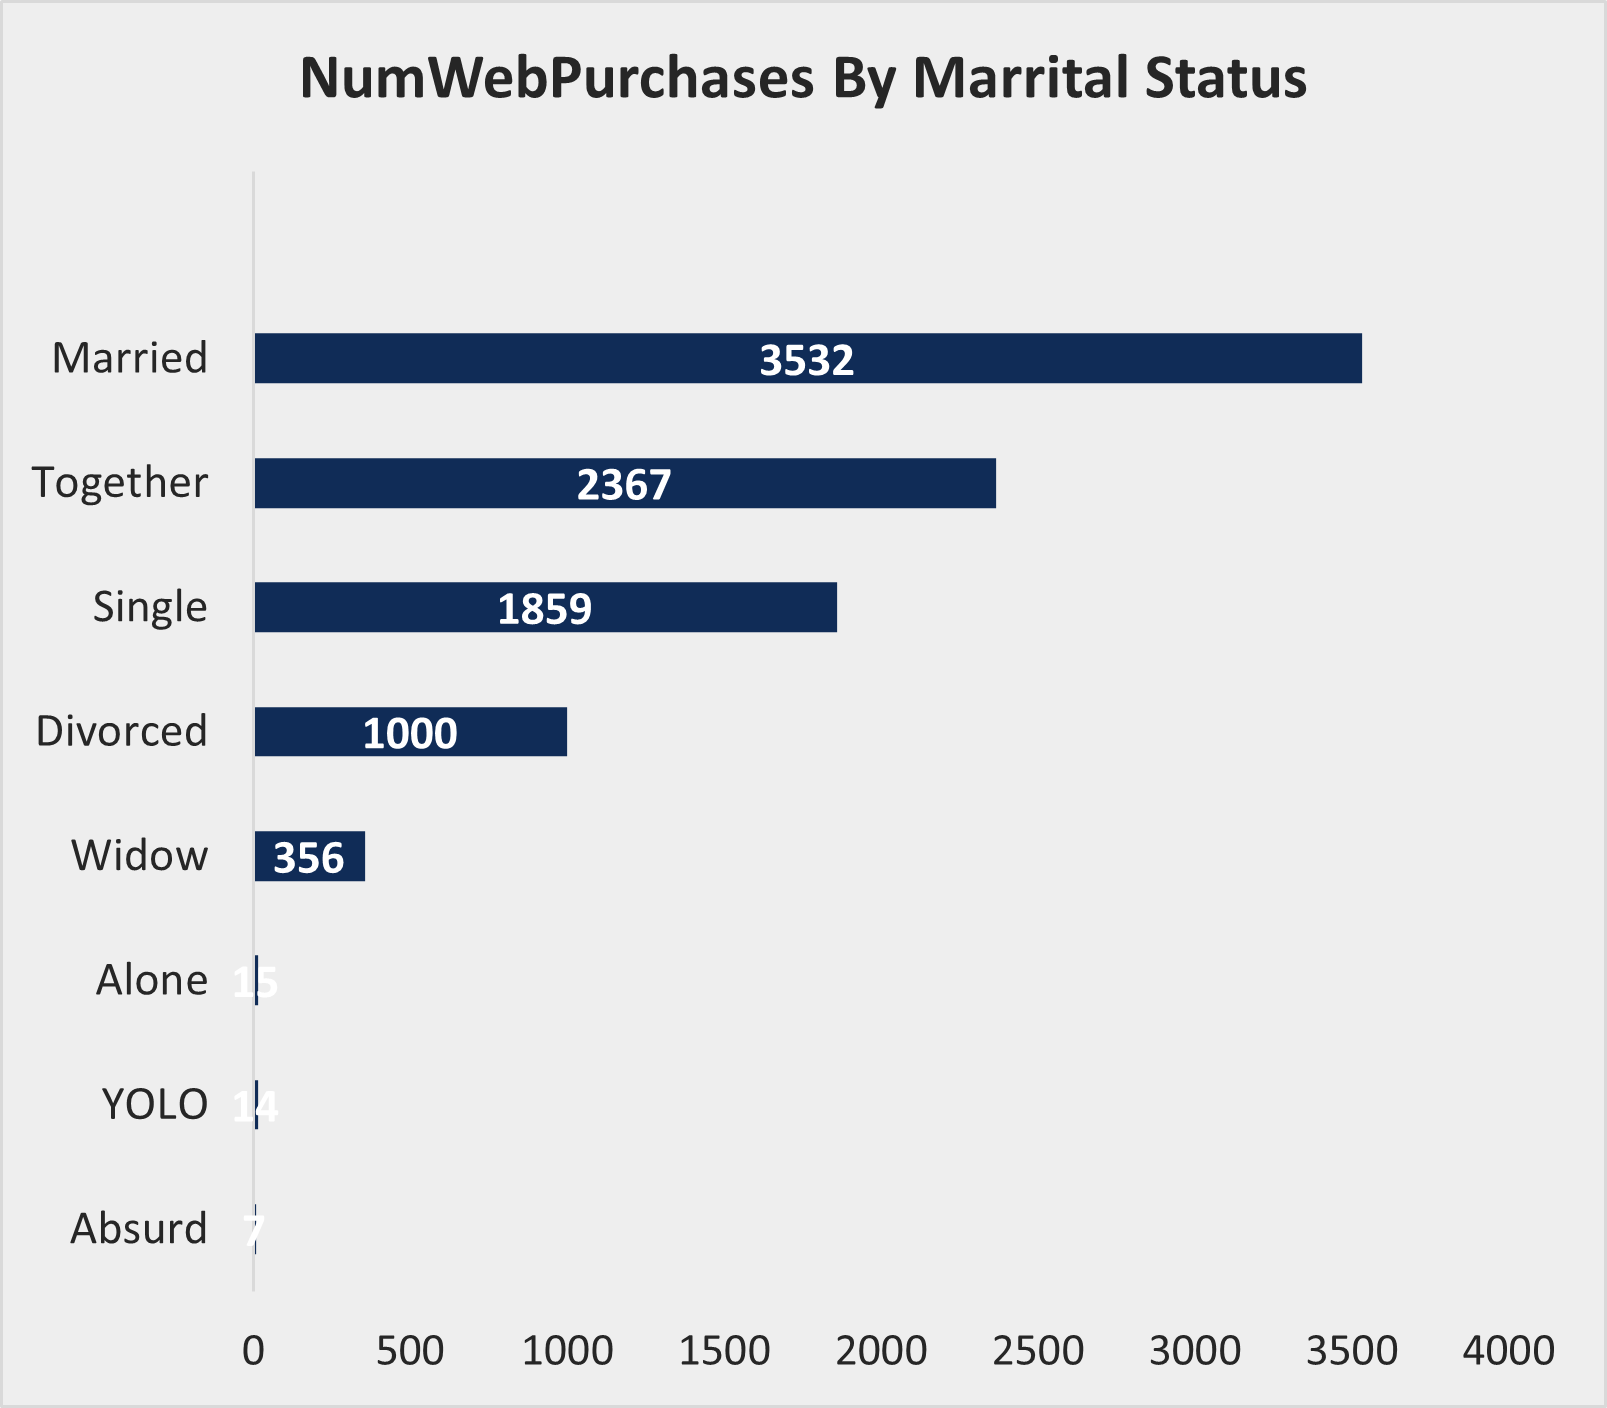 NumWebPurchases By Marrital Status
Married 3532
Together 2367
Single 1859
Divorced 1000
Widow 356
Alone 15
YOLO 14
Absurd 7
0 500 1000 1500 2000 2500 3000 3500 4000